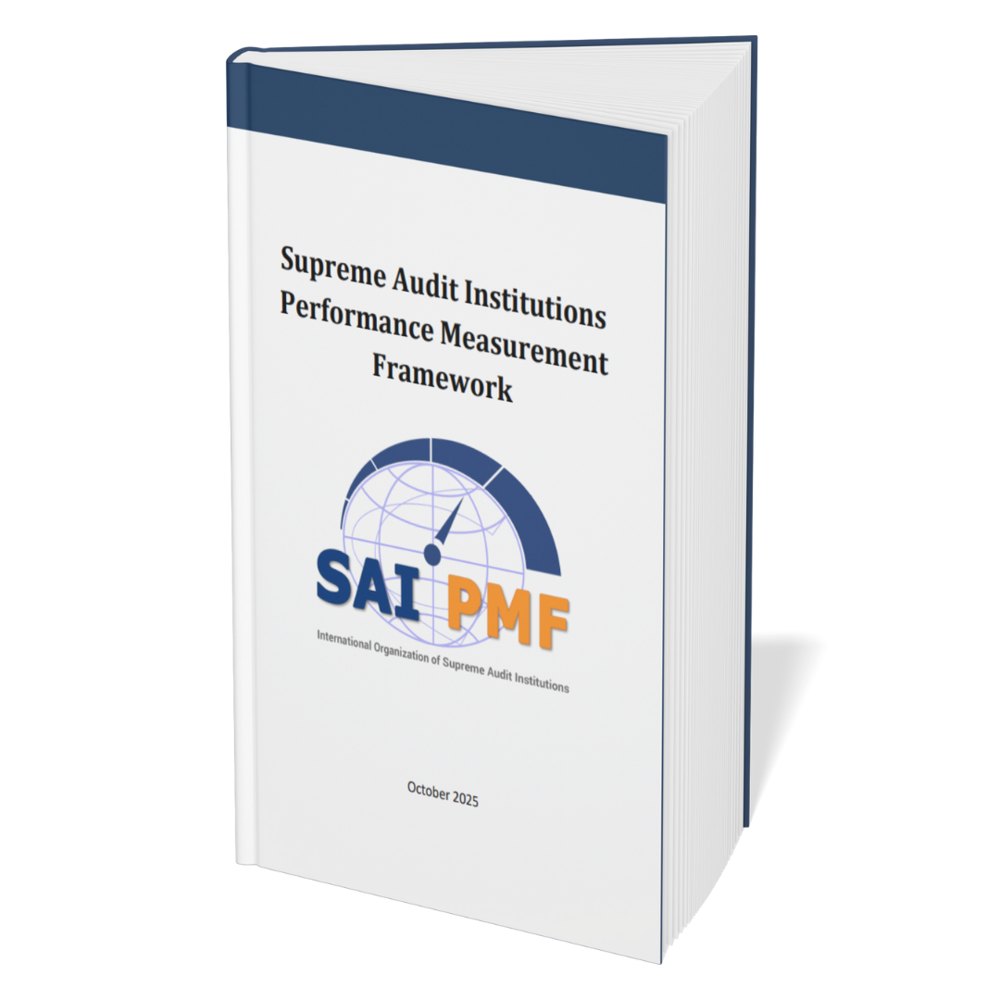 Supreme Audit Institutions
Performance Measurement
Framework
SAI PMF
International Organization of Supreme Audit Institutions
October 2025